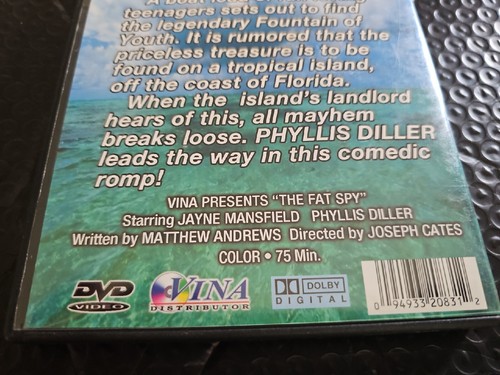 teenagers sets out to find
the legendary Fountain of
Youth. It is rumored that the
priceless treasure is to be
found on a tropical island,
off the coast of Florida.
When the island's landlord
hears of this, all mayhem
breaks loose. PHYLLIS DILLER
leads the way in this comedic
romp!
VINA PRESENTS "THE FAT SPY"
Starring JAYNE MANSFIELD PHYLLIS DILLER
Written by MATTHEW ANDREWS Directed by JOSEPH CATES
COLOR • 75 Min.
DVD
VIDEO
VINA
DISTRIBUTOR
DOLBY
DIGITAL
0 94933 20831 2